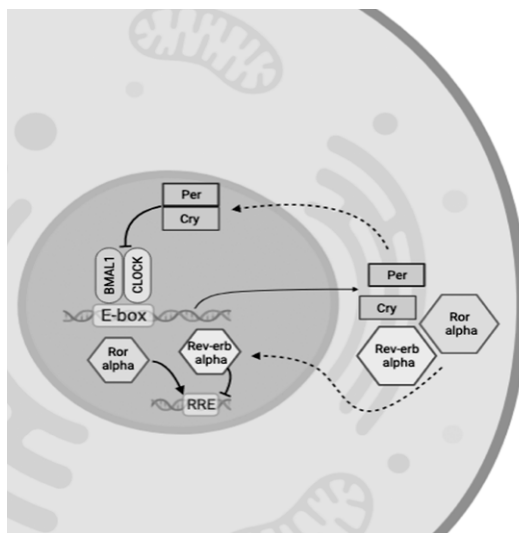 Per
Cry
BMAL1
CLOCK
E-box
Ror
alpha
Rev-erb
alpha
RRE
Per
Cry
Rev-erb
alpha
Ror
alpha